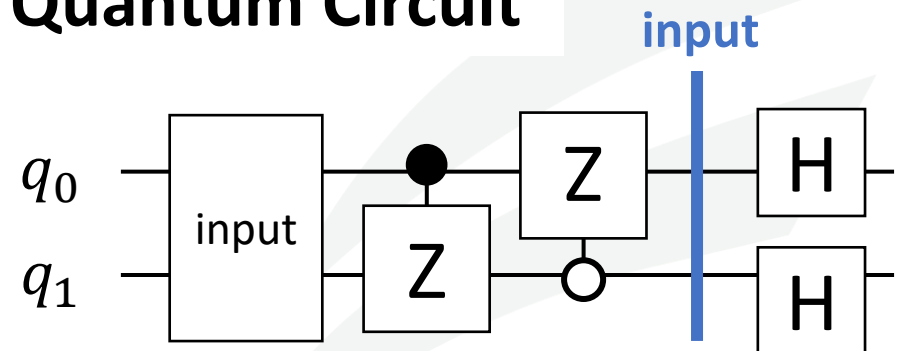 Quantum Circuit
input
q₀
input
Z
Z
H
q₁
H